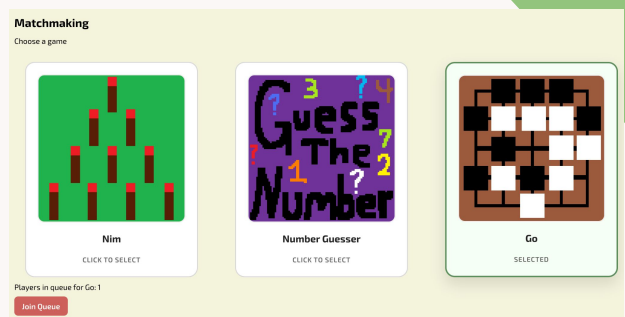 Matchmaking
Choose a game
3 ? ? 4
Guess
7
The
? 1 ? 2
Number
Nim
Number Guesser
Go
CLICK TO SELECT
CLICK TO SELECT
SELECTED
Players in queue for Go: 1
Join Queue